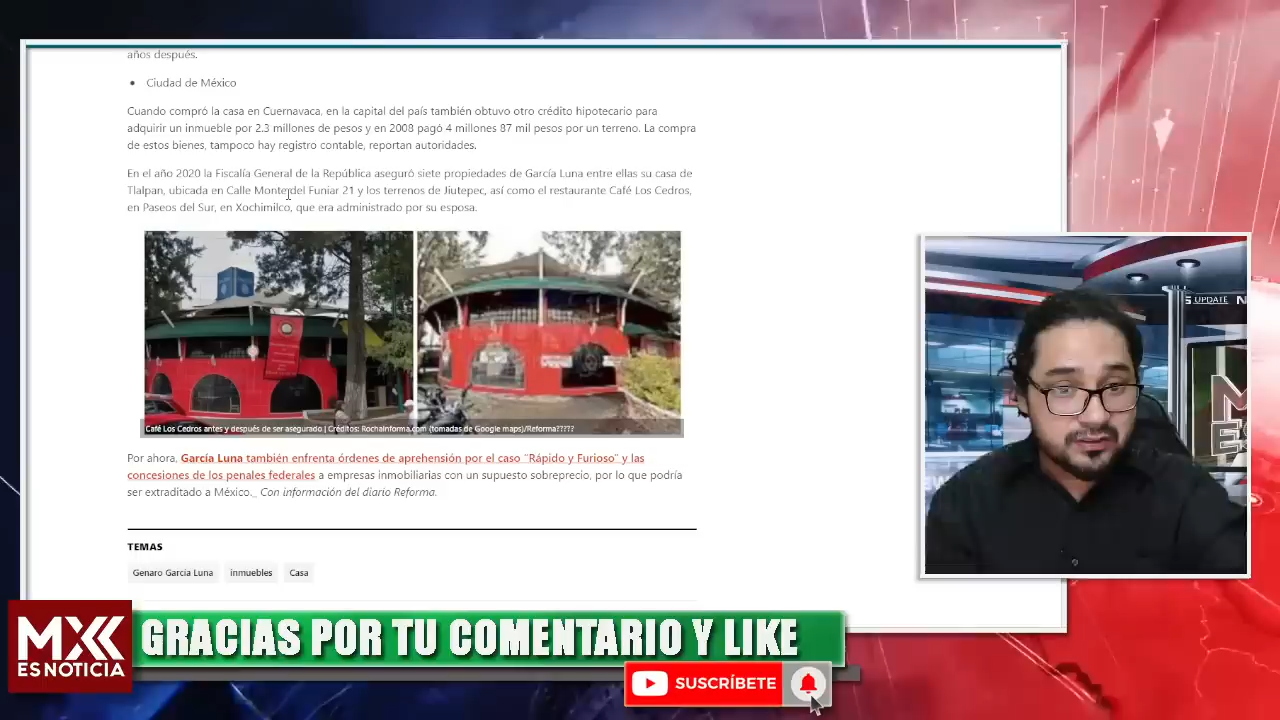 años después.
• Ciudad de México
Cuando compró la casa en Cuernavaca, en la capital del país también obtuvo otro crédito hipotecario para
adquirir un inmueble por 2.3 millones de pesos y en 2008 pagó 4 millones 87 mil pesos por un terreno. La compra
de estos bienes, tampoco hay registro contable, reportan autoridades.
En el año 2020 la Fiscalía General de la República aseguró siete propiedades de García Luna entre ellas su casa de
Tlalpan, ubicada en Calle Monte del Funiar 21 y los terrenos de Jiutepec, así como el restaurante Café Los Cedros,
en Paseos del Sur, en Xochimilco, que era administrado por su esposa.
Café Los Cedros antes y después de ser asegurado | Créditos: RochaInforma.com (tomadas de Google maps)/Reforma?????
Por ahora, García Luna también enfrenta órdenes de aprehensión por el caso "Rápido y Furioso" y las
concesiones de los penales federales a empresas inmobiliarias con un supuesto sobreprecio, por lo que podría
ser extraditado a México._ Con información del diario Reforma.
TEMAS
Genaro García Luna inmuebles Casa
UPDATE
MX
ES NOTICIA
GRACIAS POR TU COMENTARIO Y LIKE
SUSCRÍBETE